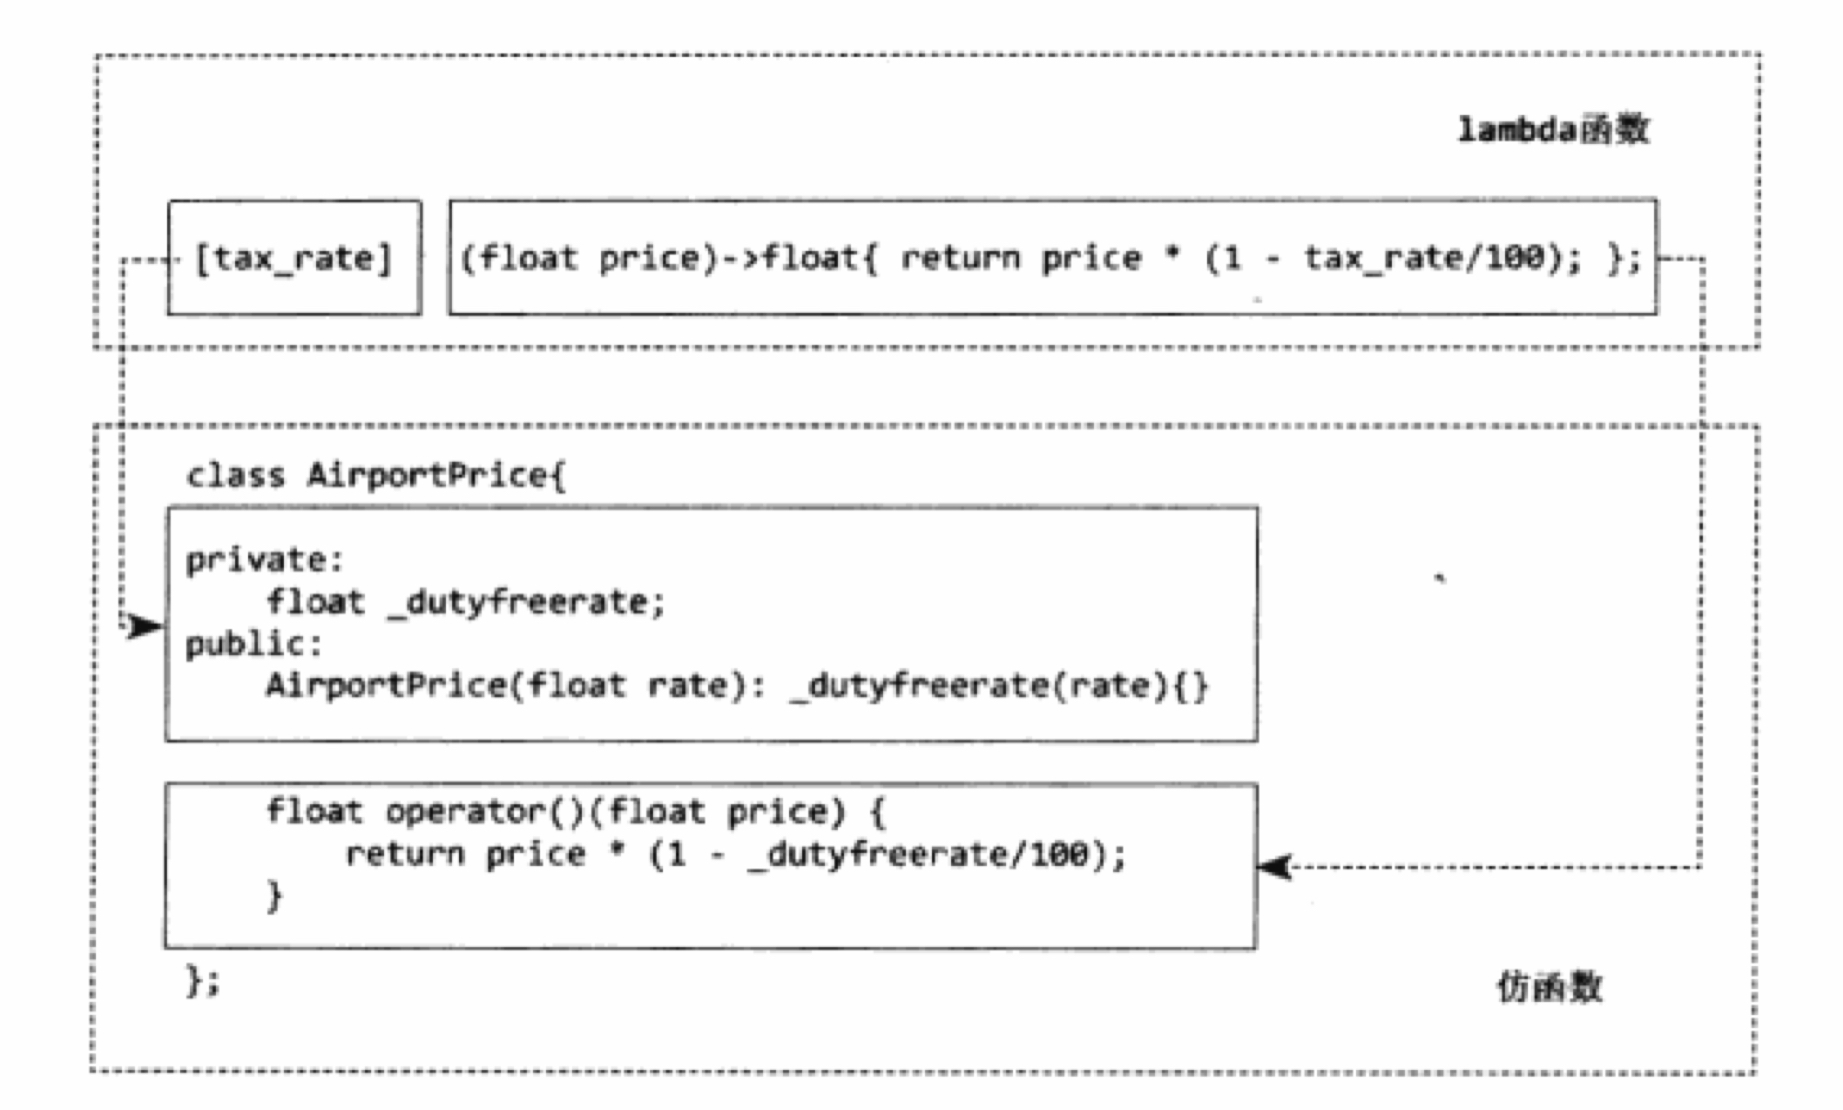 lambda函数
[tax_rate] (float price)->float{ return price * (1 - tax_rate/100); };
class AirportPrice{
private:
float _dutyfreerate;
public:
AirportPrice(float rate): _dutyfreerate(rate){}
float operator()(float price) {
return price * (1 - _dutyfreerate/100);
}
};
仿函数